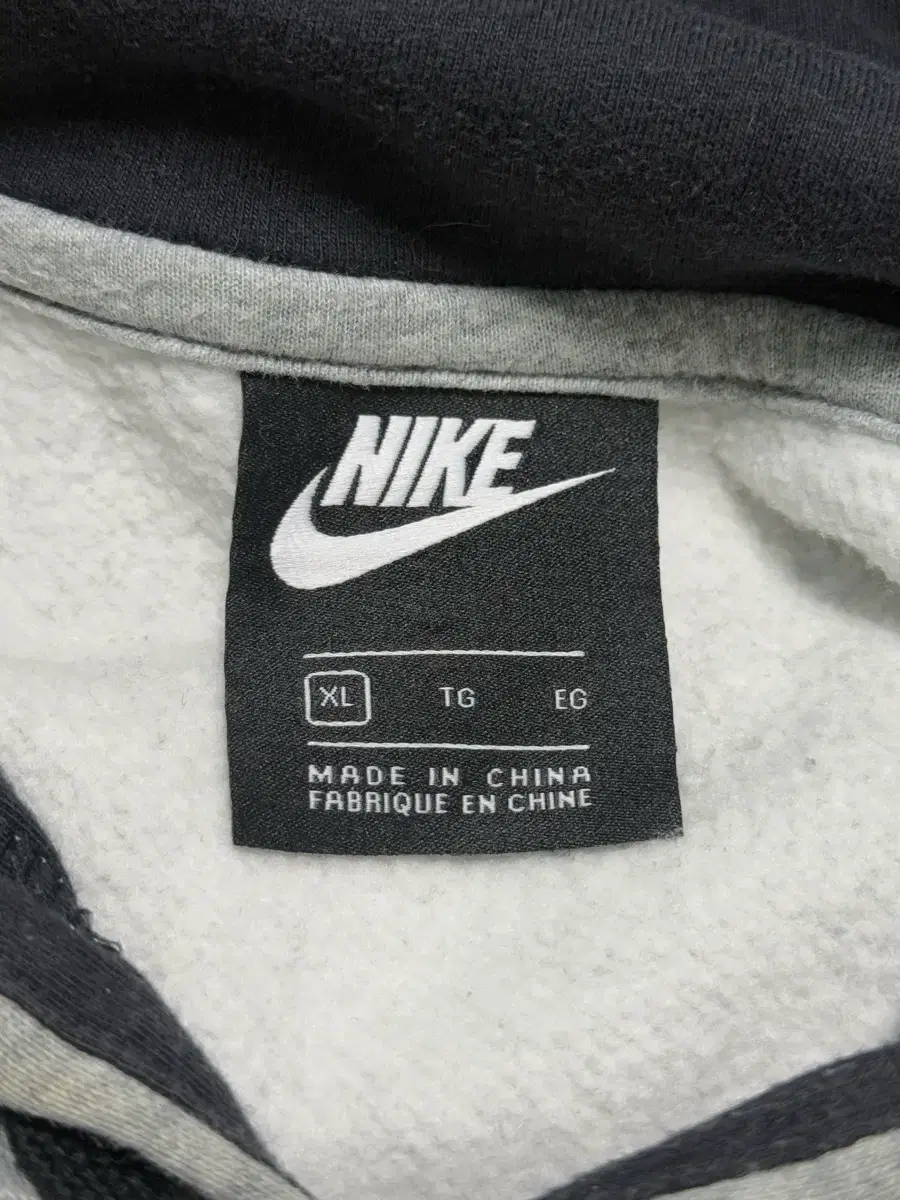 NIKE
XL TG EG
MADE IN CHINA
FABRIQUE EN CHINE